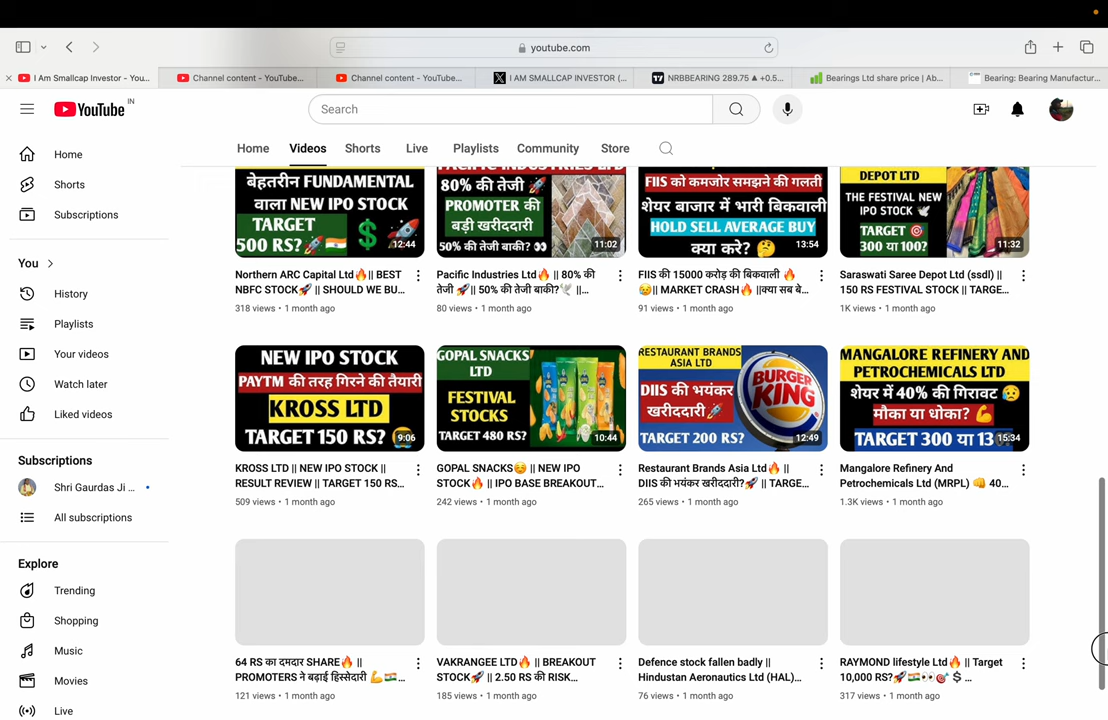 youtube.com
I Am Smallcap Investor - You...
Channel content - YouTube...
Channel content - YouTube...
I AM SMALLCAP INVESTOR (...
NRBBEARING 289.75 ▲ +0.5...
Bearings Ltd share price | Ab...
Bearing: Bearing Manufactur...
YouTube IN
Search
Home
Videos
Shorts
Live
Playlists
Community
Store
Home
Shorts
Subscriptions
You
History
Playlists
Your videos
Watch later
Liked videos
Subscriptions
Shri Gaurdas Ji ...
All subscriptions
Explore
Trending
Shopping
Music
Movies
Live
बेहतरीन FUNDAMENTAL
वाला NEW IPO STOCK
TARGET
500 RS?🚀🇮🇳
12:44
80% की तेजी 🚀
PROMOTER की
बड़ी खरीददारी
50% की तेजी बाकी? 👀
11:02
FIIS को कमजोर समझने की गलती
शेयर बाजार में भारी बिकवाली
HOLD SELL AVERAGE BUY
क्या करे? 🤔
13:54
DEPOT LTD
THE FESTIVAL NEW
IPO STOCK 🕊️
TARGET 🎯
300 या 100?
11:32
Northern ARC Capital Ltd🔥|| BEST
NBFC STOCK🚀 || SHOULD WE BU...
318 views • 1 month ago
Pacific Industries Ltd🔥 || 80% की
तेजी 🚀|| 50% की तेजी बाकी?🕊️ ||...
80 views • 1 month ago
FIIS की 15000 करोड़ की बिकवाली 🔥
😥|| MARKET CRASH🔥 ||क्या सब बे...
91 views • 1 month ago
Saraswati Saree Depot Ltd (ssdl) ||
150 RS FESTIVAL STOCK || TARGE...
1K views • 1 month ago
NEW IPO STOCK
PAYTM की तरह गिरने की तैयारी
KROSS LTD
TARGET 150 RS?
9:06
GOPAL SNACKS
LTD
FESTIVAL
STOCKS
TARGET 480 RS?
10:44
RESTAURANT BRANDS
ASIA LTD
DIIS की भयंकर
खरीददारी🚀
TARGET 200 RS?
BURGER
KING
12:49
MANGALORE REFINERY AND
PETROCHEMICALS LTD
शेयर में 40% की गिरावट 😥
मौका या धोका? 💪
TARGET 300 या 13
15:34
KROSS LTD || NEW IPO STOCK ||
RESULT REVIEW || TARGET 150 RS...
509 views • 1 month ago
GOPAL SNACKS😌 || NEW IPO
STOCK🔥 || IPO BASE BREAKOUT...
242 views • 1 month ago
Restaurant Brands Asia Ltd🔥 ||
DIIS की भयंकर खरीददारी?🚀 || TARGE...
265 views • 1 month ago
Mangalore Refinery And
Petrochemicals Ltd (MRPL) 👊 40...
1.3K views • 1 month ago
64 RS का दमदार SHARE🔥 ||
PROMOTERS ने बढ़ाई हिस्सेदारी 💪🇮🇳...
121 views • 1 month ago
VAKRANGEE LTD🔥 || BREAKOUT
STOCK🚀 || 2.50 RS की RISK...
185 views • 1 month ago
Defence stock fallen badly ||
Hindustan Aeronautics Ltd (HAL)...
76 views • 1 month ago
RAYMOND lifestyle Ltd🔥 || Target
10,000 RS?🚀🇮🇳👀🎯💲...
317 views • 1 month ago